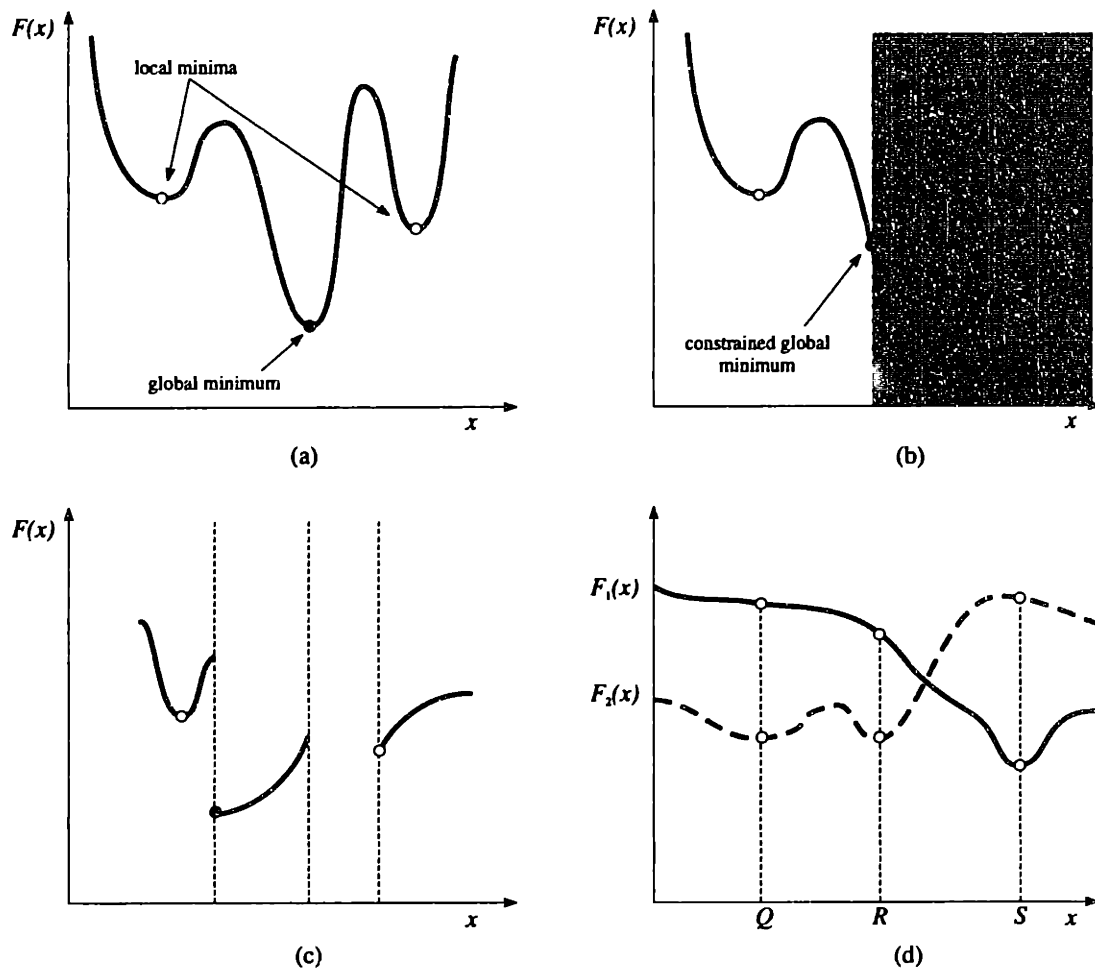 F(x)
local minima
global minimum
x
(a)
F(x)
constrained global
minimum
x
(b)
F(x)
x
(c)
F₁(x)
F₂(x)
Q R S x
(d)